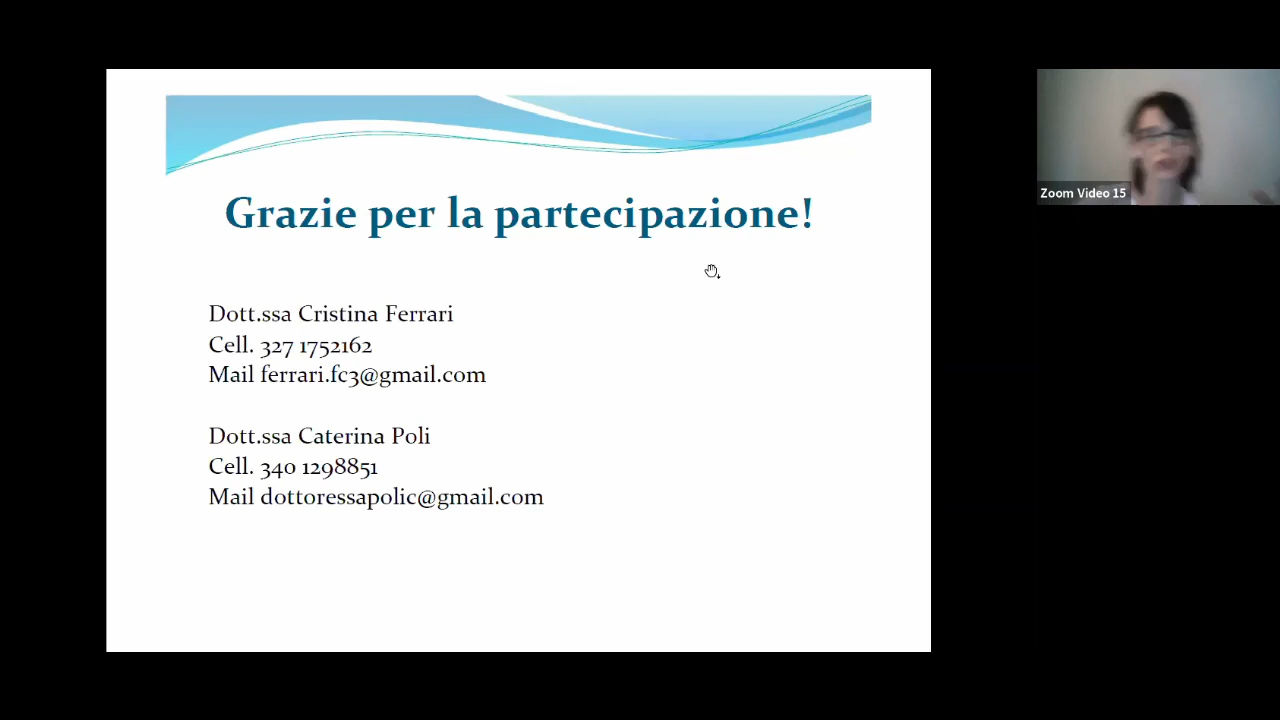 Grazie per la partecipazione!
Dott.ssa Cristina Ferrari
Cell. 327 1752162
Mail ferrari.fc3@gmail.com
Dott.ssa Caterina Poli
Cell. 340 1298851
Mail dottoressapolic@gmail.com
Zoom Video 15